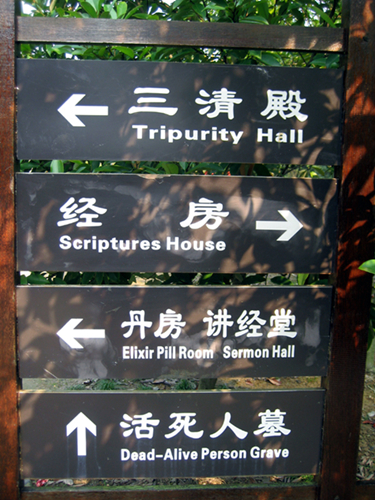 三清殿
Tripurity Hall
经房
Scriptures House
丹房 讲经堂
Elixir Pill Room Sermon Hall
活死人墓
Dead-Alive Person Grave